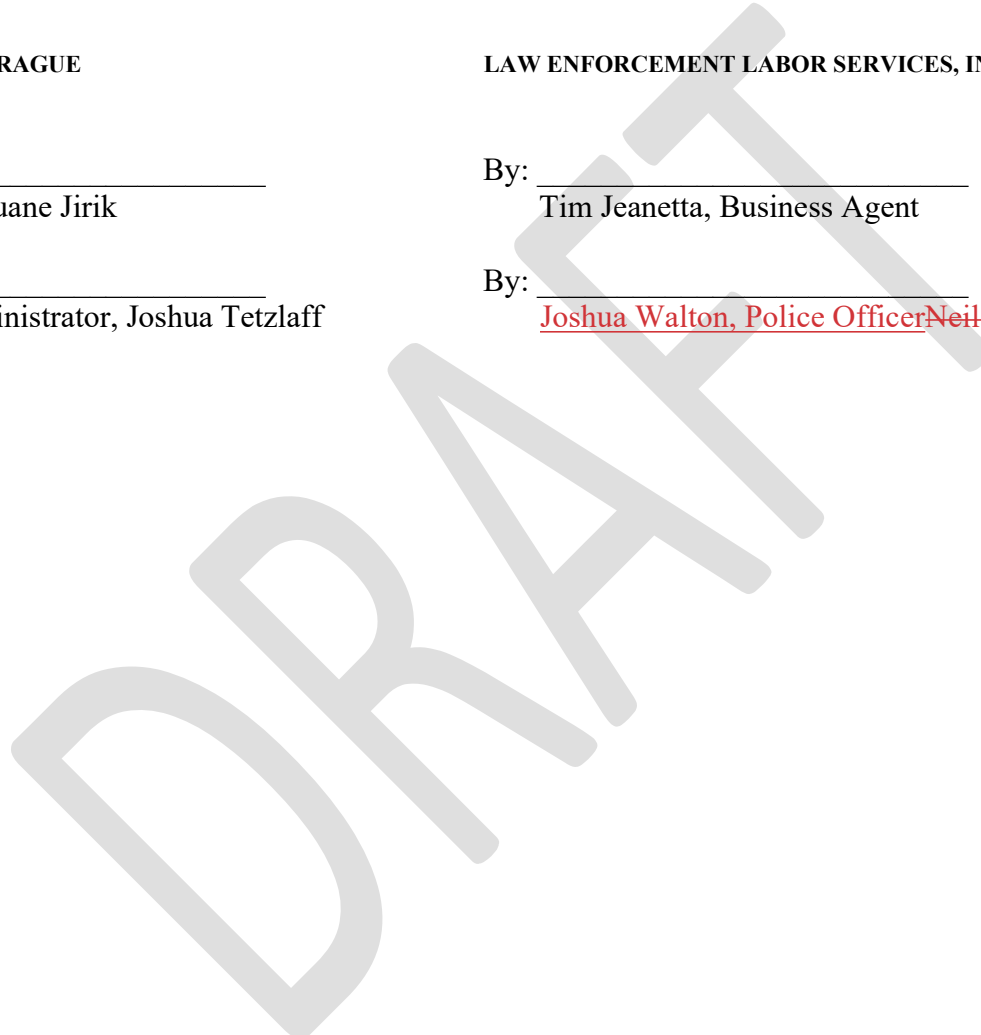 RAGUE LAW ENFORCEMENT LABOR SERVICES, IN
By:
uane Jirik Tim Jeanetta, Business Agent
By:
inistrator, Joshua Tetzlaff Joshua Walton, Police OfficerNeil
DRAFT